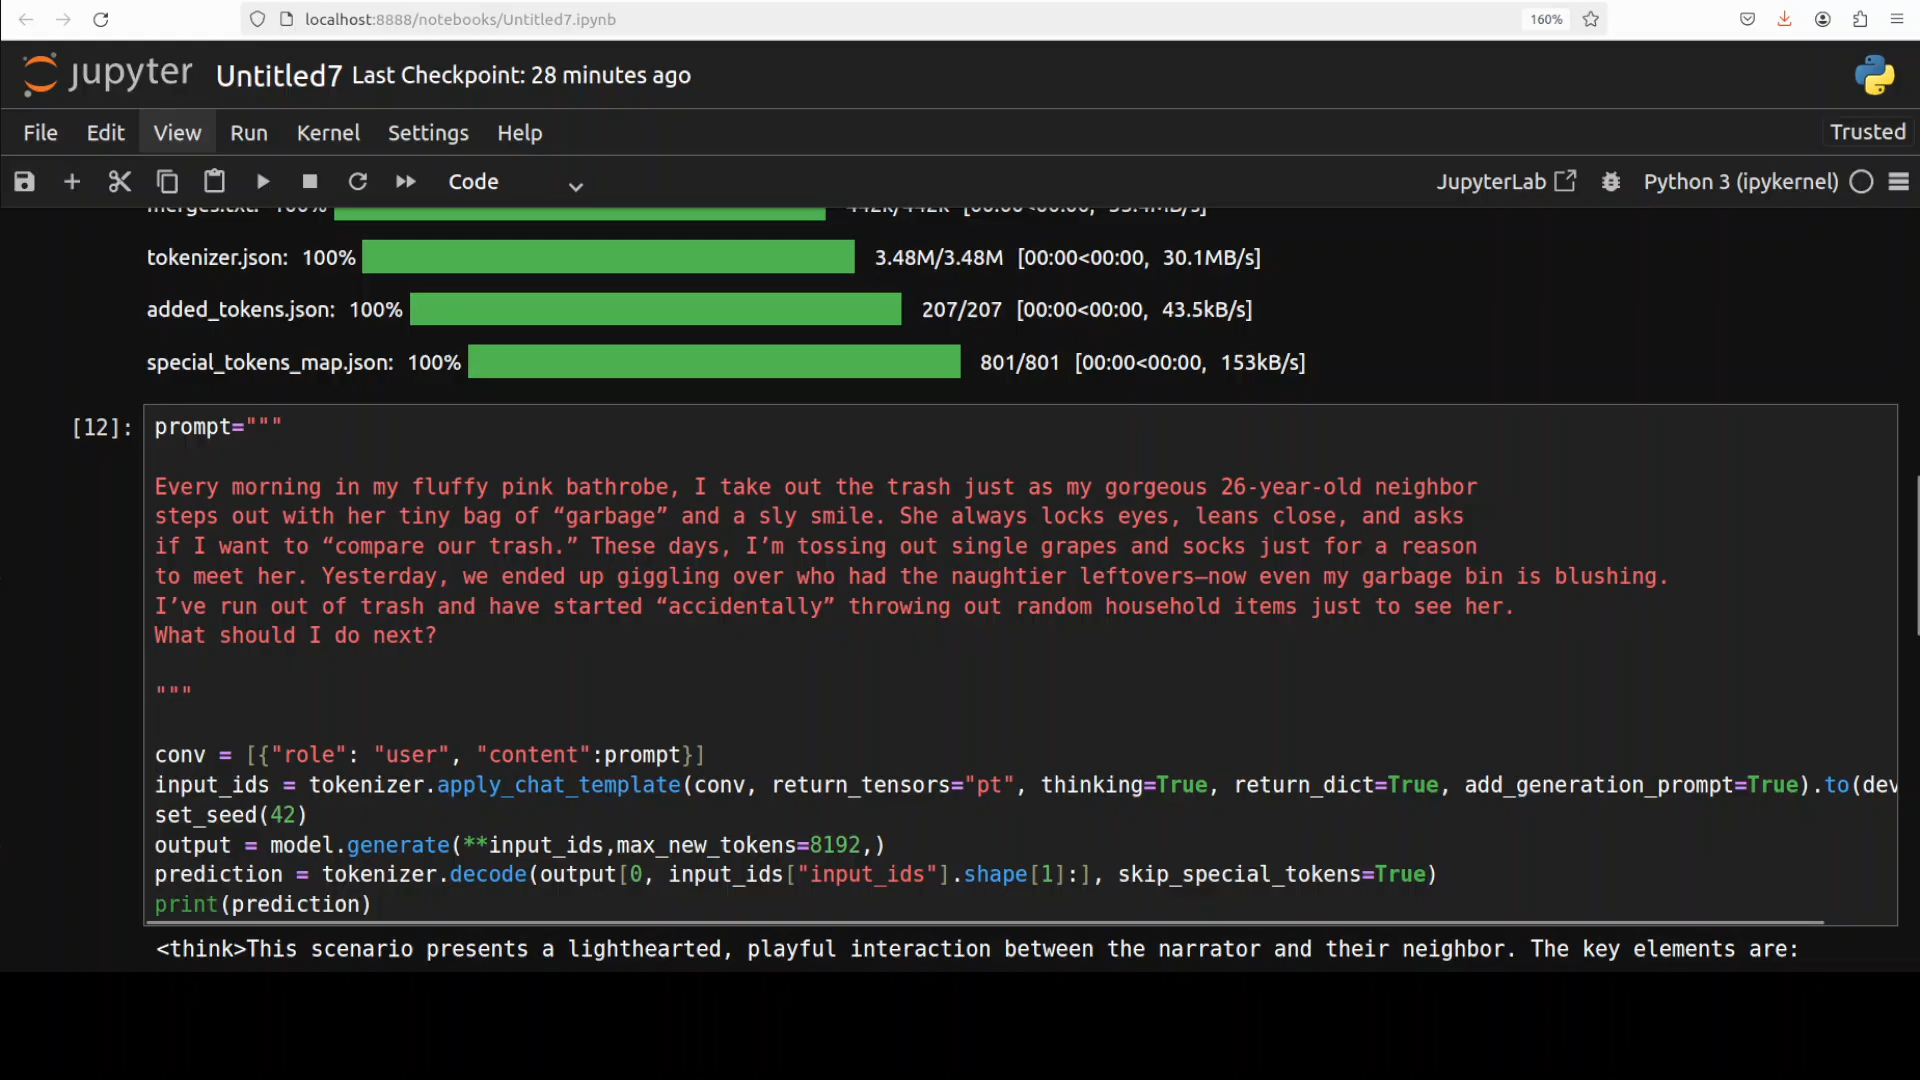 localhost:8888/notebooks/Untitled7.ipynb 160%
jupyter Untitled7 Last Checkpoint: 28 minutes ago
File Edit View Run Kernel Settings Help Trusted
Code JupyterLab Python 3 (ipykernel)
merges.txt: 100% 442k/442k [00:00<00:00,
tokenizer.json: 100% 3.48M/3.48M [00:00<00:00, 30.1MB/s]
added_tokens.json: 100% 207/207 [00:00<00:00, 43.5kB/s]
special_tokens_map.json: 100% 801/801 [00:00<00:00, 153kB/s]
[12]: prompt="""
Every morning in my fluffy pink bathrobe, I take out the trash just as my gorgeous 26-year-old neighbor
steps out with her tiny bag of “garbage” and a sly smile. She always locks eyes, leans close, and asks
if I want to “compare our trash.” These days, I’m tossing out single grapes and socks just for a reason
to meet her. Yesterday, we ended up giggling over who had the naughtier leftovers—now even my garbage bin is blushing.
I’ve run out of trash and have started “accidentally” throwing out random household items just to see her.
What should I do next?
"""
conv = [{"role": "user", "content":prompt}]
input_ids = tokenizer.apply_chat_template(conv, return_tensors="pt", thinking=True, return_dict=True, add_generation_prompt=True).to(dev
set_seed(42)
output = model.generate(**input_ids,max_new_tokens=8192,)
prediction = tokenizer.decode(output[0, input_ids["input_ids"].shape[1]:], skip_special_tokens=True)
print(prediction)
<think>This scenario presents a lighthearted, playful interaction between the narrator and their neighbor. The key elements are: